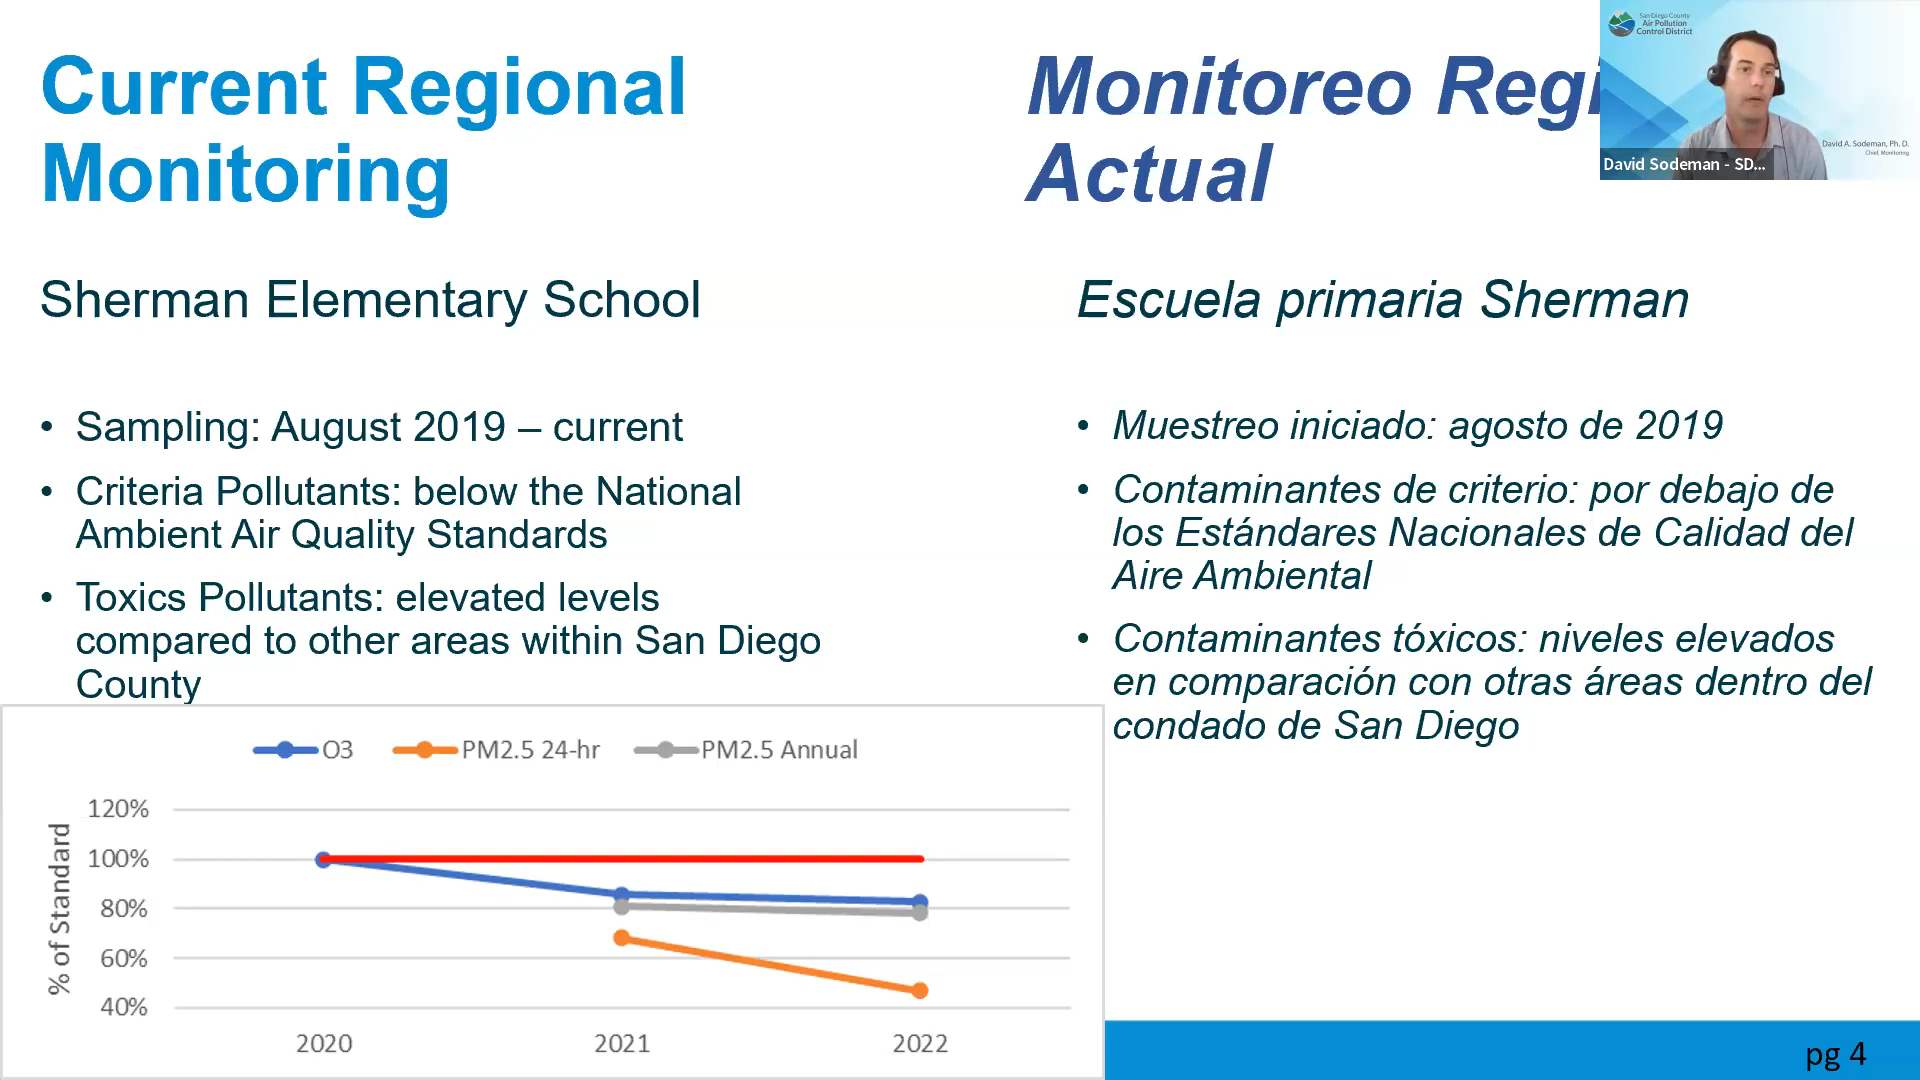 Current Regional
Monitoring
Sherman Elementary School
• Sampling: August 2019 – current
• Criteria Pollutants: below the National
Ambient Air Quality Standards
• Toxics Pollutants: elevated levels
compared to other areas within San Diego
County
Monitoreo Regi
Actual
Escuela primaria Sherman
• Muestreo iniciado: agosto de 2019
• Contaminantes de criterio: por debajo de
los Estándares Nacionales de Calidad del
Aire Ambiental
• Contaminantes tóxicos: niveles elevados
en comparación con otras áreas dentro del
condado de San Diego
San Diego County
Air Pollution
Control District
David A. Sodeman, Ph. D.
Chief, Monitoring
David Sodeman - SD...
O3 PM2.5 24-hr PM2.5 Annual
% of Standard
120%
100%
80%
60%
40%
2020 2021 2022
pg 4